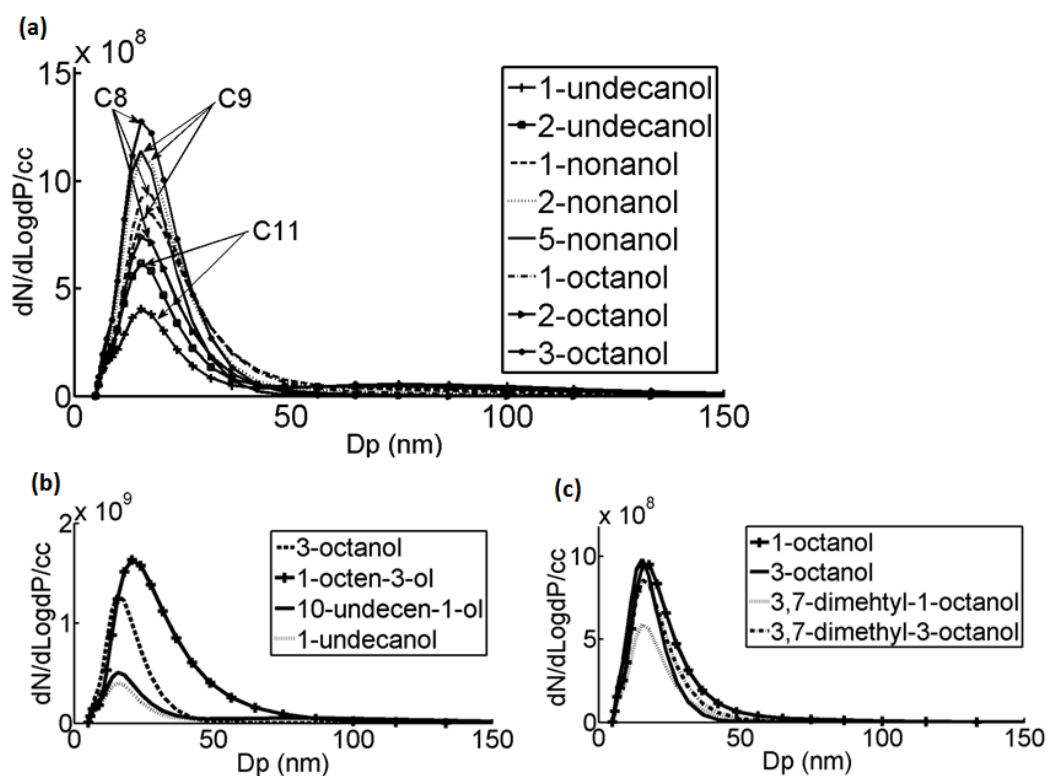 (a)
x 10^8
15
10
5
0
0 50 100 150
dN/dLogdP/cc
Dp (nm)
C8
C9
C11
1-undecanol
2-undecanol
1-nonanol
2-nonanol
5-nonanol
1-octanol
2-octanol
3-octanol
(b)
x 10^9
2
1
0
0 50 100 150
dN/dLogdP/cc
Dp (nm)
3-octanol
1-octen-3-ol
10-undecen-1-ol
1-undecanol
(c)
x 10^8
10
5
0
0 50 100 150
dN/dLogdP/cc
Dp (nm)
1-octanol
3-octanol
3,7-dimehtyl-1-octanol
3,7-dimethyl-3-octanol